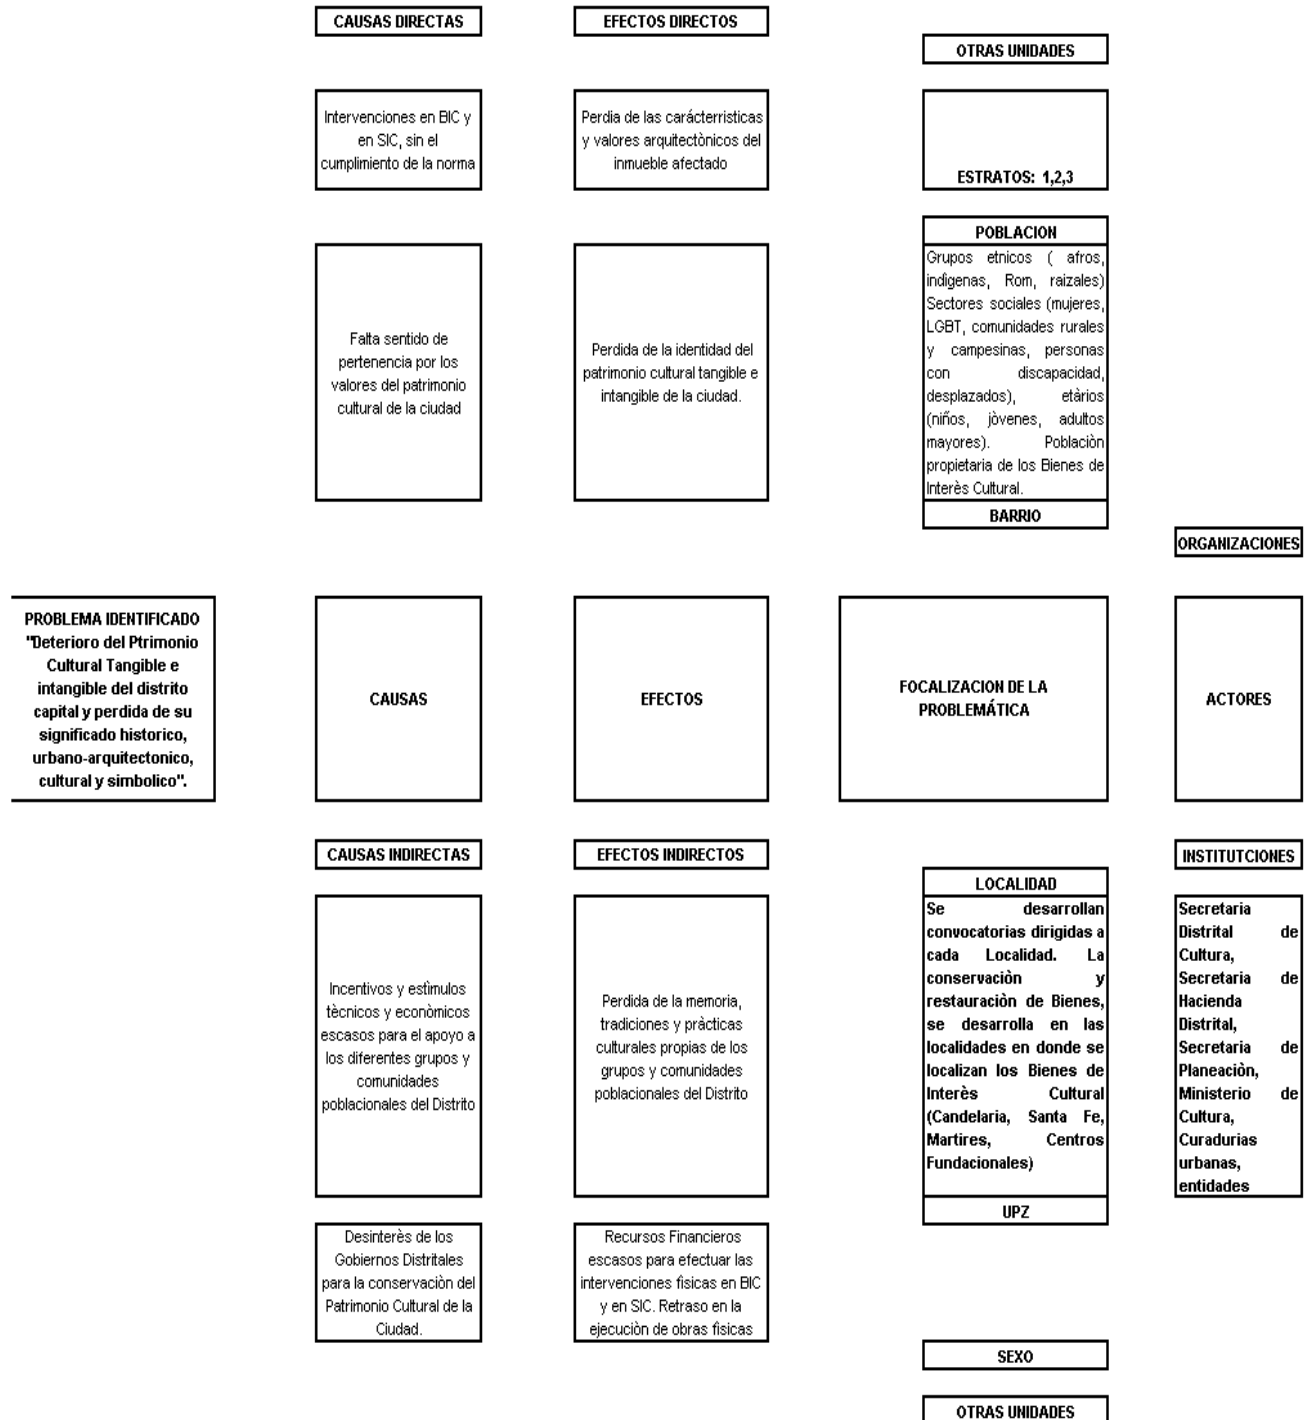 CAUSAS DIRECTAS
EFECTOS DIRECTOS
OTRAS UNIDADES
Intervenciones en BIC y
en SIC, sin el
cumplimiento de la norma
Perdia de las carácterristicas
y valores arquitectònicos del
inmueble afectado
ESTRATOS: 1,2,3
Falta sentido de
pertenencia por los
valores del patrimonio
cultural de la ciudad
Perdida de la identidad del
patrimonio cultural tangible e
intangible de la ciudad.
POBLACION
Grupos etnicos ( afros,
indìgenas, Rom, raizales)
Sectores sociales (mujeres,
LGBT, comunidades rurales
y campesinas, personas
con discapacidad,
desplazados), etàrios
(niños, jòvenes, adultos
mayores). Poblaciòn
propietaria de los Bienes de
Interès Cultural.
BARRIO
ORGANIZACIONES
PROBLEMA IDENTIFICADO
"Deterioro del Ptrimonio
Cultural Tangible e
intangible del distrito
capital y perdida de su
significado historico,
urbano-arquitectonico,
cultural y simbolico".
CAUSAS
EFECTOS
FOCALIZACION DE LA
PROBLEMÁTICA
ACTORES
CAUSAS INDIRECTAS
EFECTOS INDIRECTOS
INSTITUTCIONES
Incentivos y estìmulos
tècnicos y econòmicos
escasos para el apoyo a
los diferentes grupos y
comunidades
poblacionales del Distrito
Perdida de la memoria,
tradiciones y pràcticas
culturales propias de los
grupos y comunidades
poblacionales del Distrito
LOCALIDAD
Se desarrollan
convocatorias dirigidas a
cada Localidad. La
conservaciòn y
restauraciòn de Bienes,
se desarrolla en las
localidades en donde se
localizan los Bienes de
Interès Cultural
(Candelaria, Santa Fe,
Martires, Centros
Fundacionales)
UPZ
Secretaria
Distrital de
Cultura,
Secretaria de
Hacienda
Distrital,
Secretaria de
Planeaciòn,
Ministerio de
Cultura,
Curadurias
urbanas,
entidades
Desinterès de los
Gobiernos Distritales
para la conservaciòn del
Patrimonio Cultural de la
Ciudad.
Recursos Financieros
escasos para efectuar las
intervenciones fìsicas en BIC
y en SIC. Retraso en la
ejecuciòn de obras fìsicas
SEXO
OTRAS UNIDADES